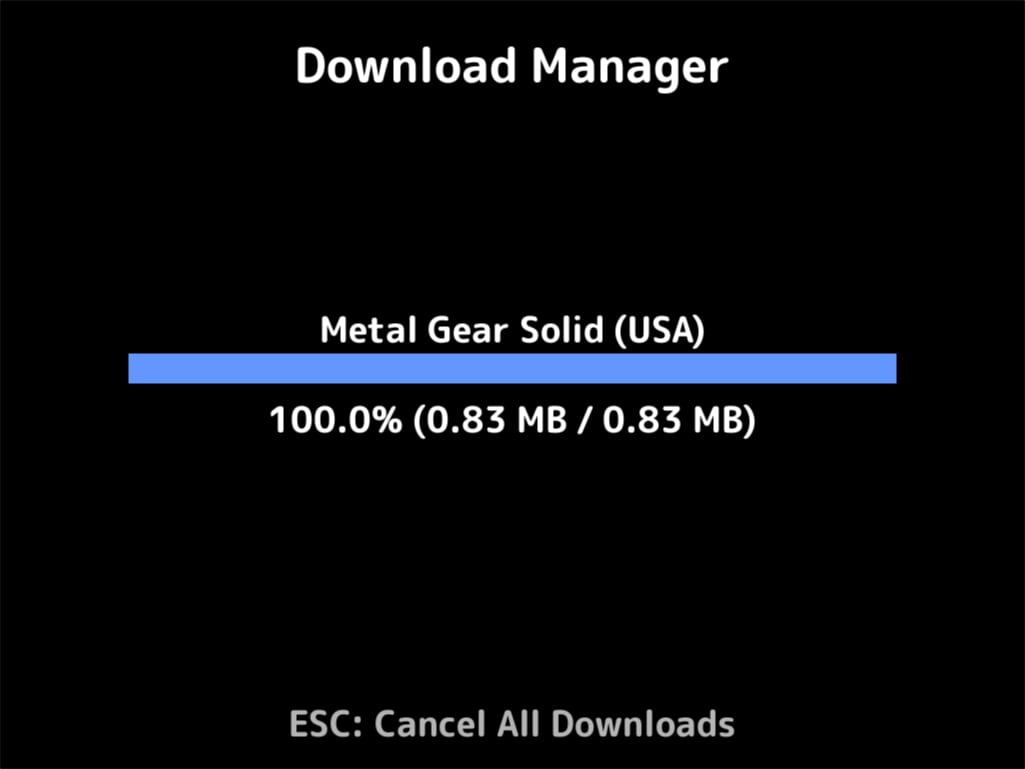 Download Manager
Metal Gear Solid (USA)
100.0% (0.83 MB / 0.83 MB)
ESC: Cancel All Downloads